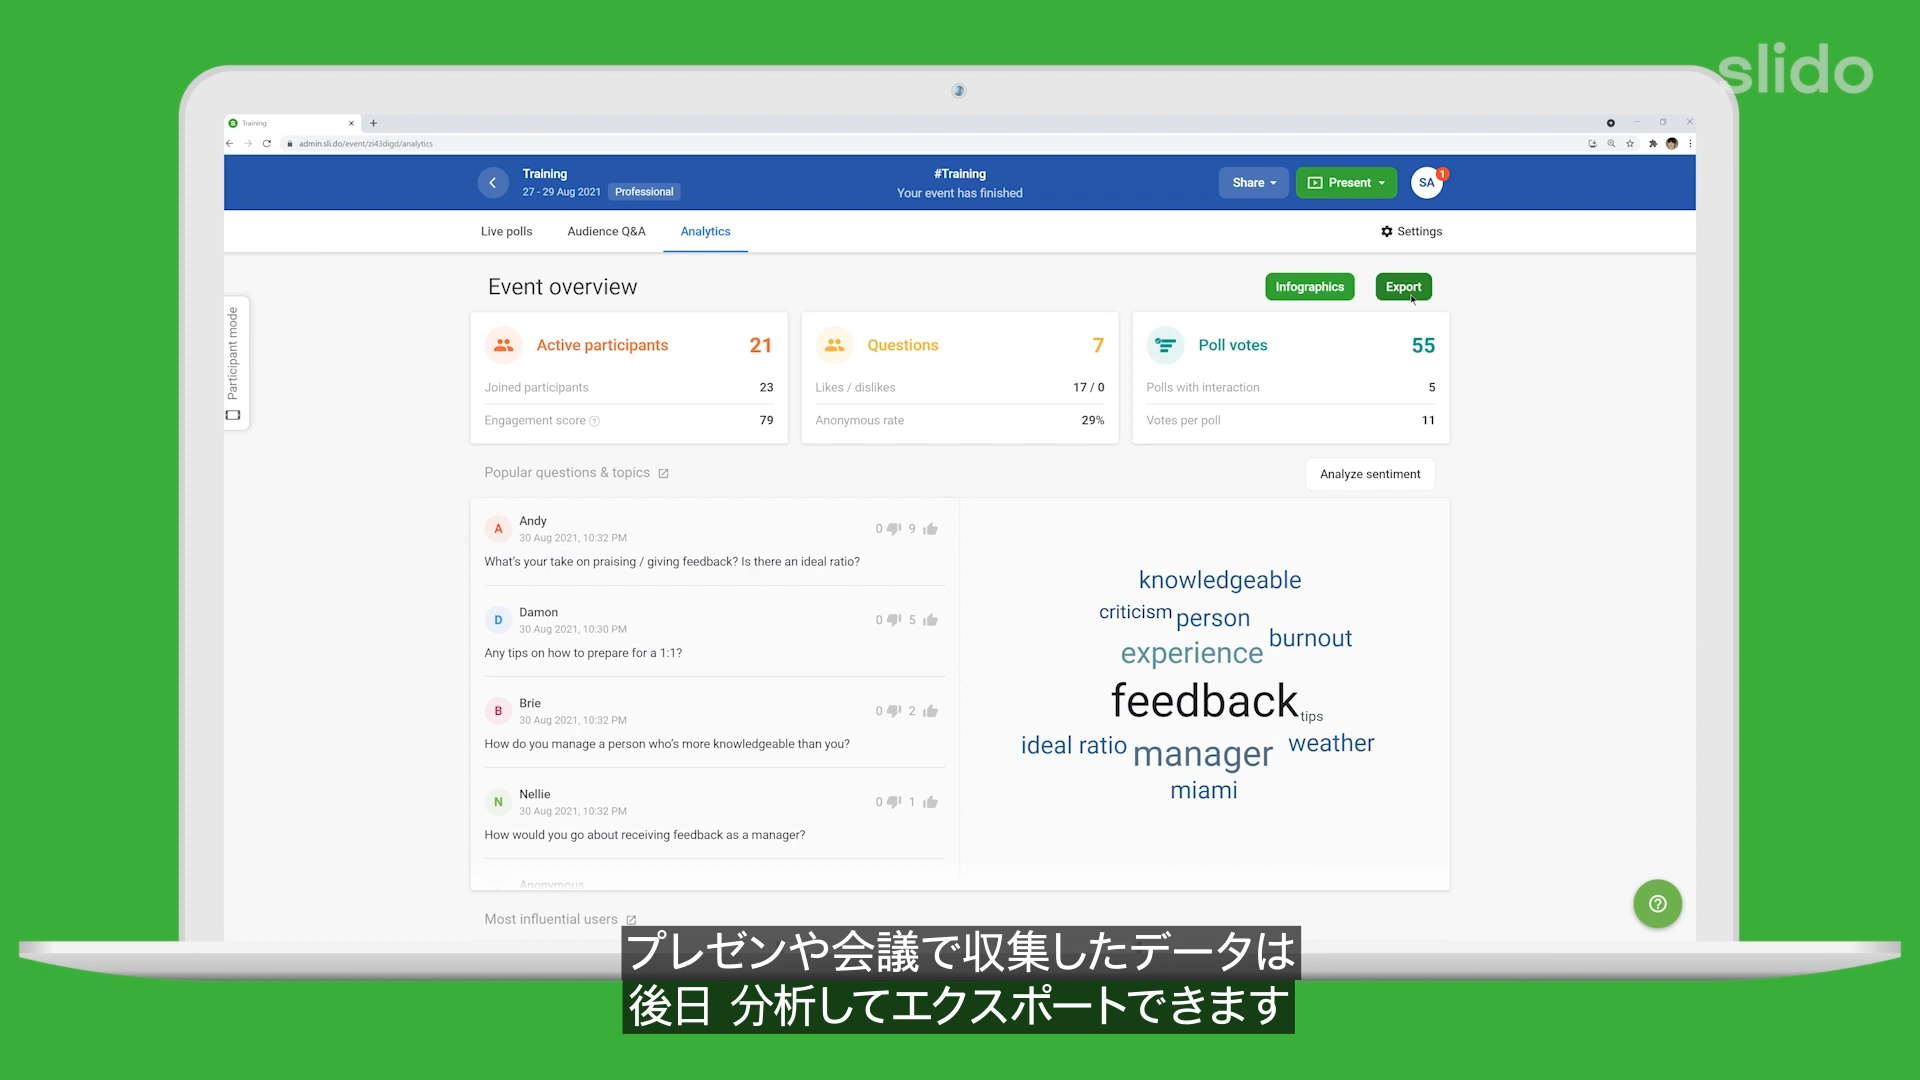 slido
Training
admin.sli.do/event/zi43digd/analytics
Training
27 - 29 Aug 2021 Professional
#Training
Your event has finished
Share
Present
SA
1
Live polls
Audience Q&A
Analytics
Settings
Participant mode
Event overview
Infographics
Export
Active participants 21
Joined participants 23
Engagement score ? 79
Questions 7
Likes / dislikes 17 / 0
Anonymous rate 29%
Poll votes 55
Polls with interaction 5
Votes per poll 11
Popular questions & topics
Analyze sentiment
A
Andy
30 Aug 2021, 10:32 PM
0 9
What's your take on praising / giving feedback? Is there an ideal ratio?
D
Damon
30 Aug 2021, 10:30 PM
0 5
Any tips on how to prepare for a 1:1?
B
Brie
30 Aug 2021, 10:32 PM
0 2
How do you manage a person who's more knowledgeable than you?
N
Nellie
30 Aug 2021, 10:32 PM
0 1
How would you go about receiving feedback as a manager?
Anonymous
knowledgeable
criticism
person
burnout
experience
feedback
tips
ideal ratio
manager
weather
miami
Most influential users
?
プレゼンや会議で収集したデータは
後日 分析してエクスポートできます